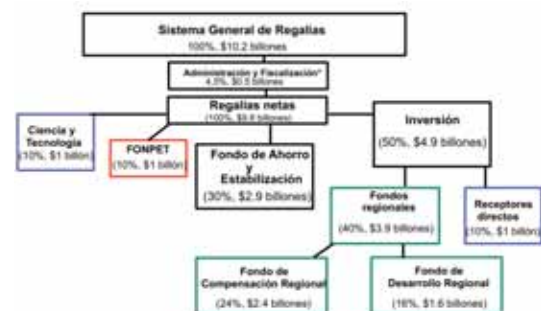 Sistema General de Regalías
100%, $10.2 billones
Administración y Fiscalización*
4.5%, $0.5 billones
Regalías netas
(100%, $9.8 billones)
Ciencia y
Tecnología
(10%, $1 billón)
FONPET
(10%, $1 billón)
Fondo de Ahorro
y
Estabilización
(30%, $2.9 billones)
Inversión
(50%, $4.9 billones)
Fondos
regionales
(40%, $3.9 billones)
Receptores
directos
(10%, $1 billón)
Fondo de
Compensación Regional
(24%, $2.4 billones)
Fondo de
Desarrollo Regional
(16%, $1.6 billones)